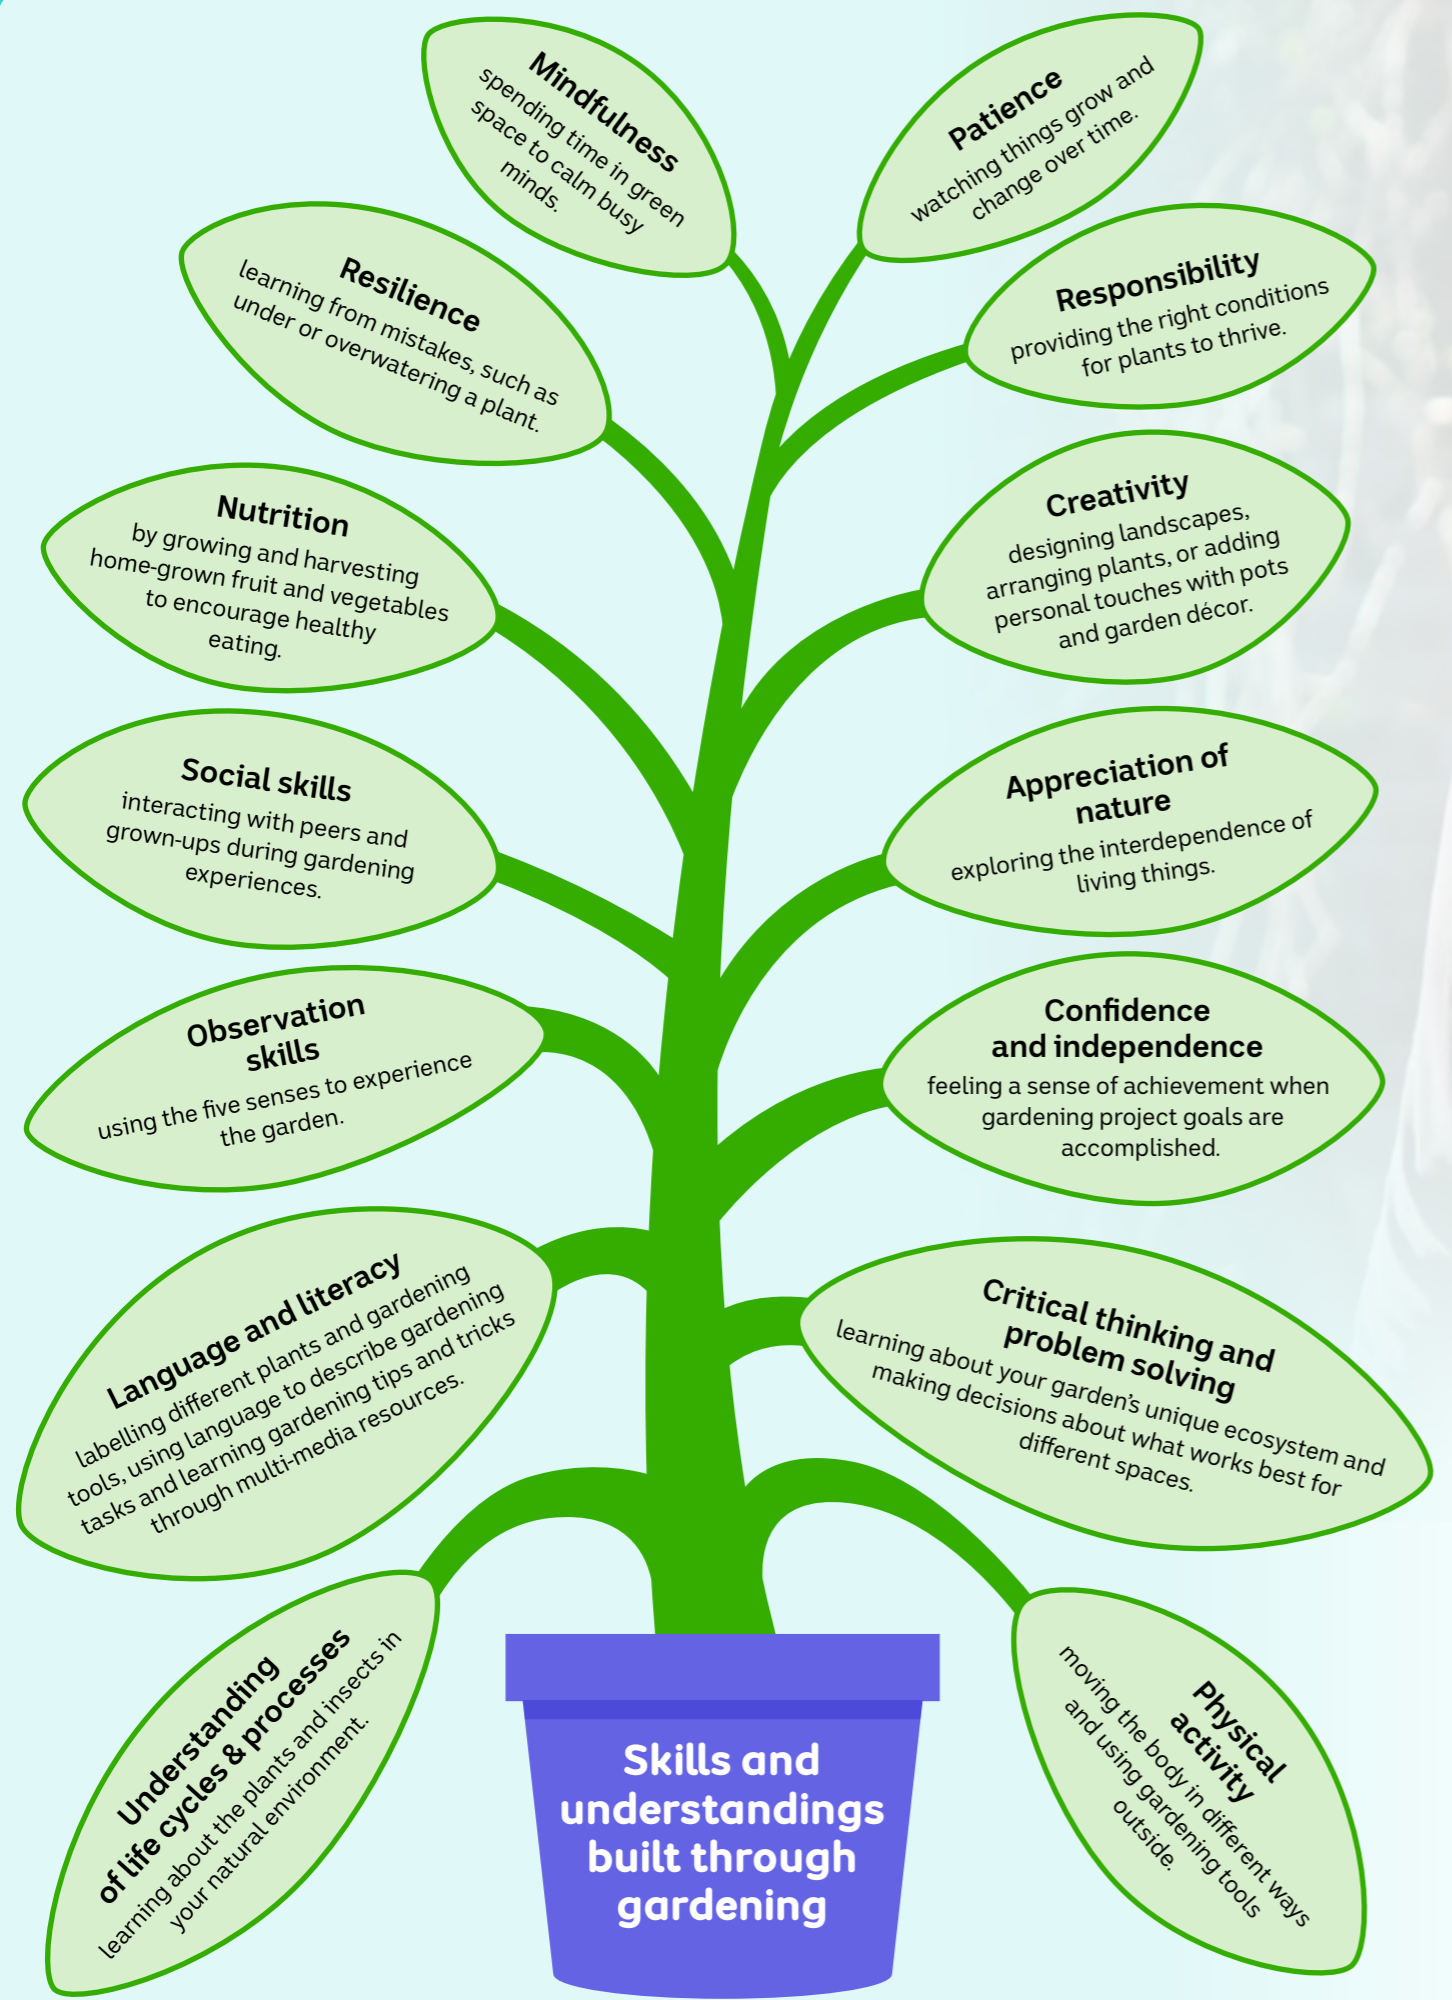 Mindfulness
spending time in green
space to calm busy
minds.
Patience
watching things grow and
change over time.
Resilience
learning from mistakes, such as
under or overwatering a plant.
Responsibility
providing the right conditions
for plants to thrive.
Nutrition
by growing and harvesting
home-grown fruit and vegetables
to encourage healthy
eating.
Creativity
designing landscapes,
arranging plants, or adding
personal touches with pots
and garden décor.
Social skills
interacting with peers and
grown-ups during gardening
experiences.
Appreciation of
nature
exploring the interdependence of
living things.
Observation
skills
using the five senses to experience
the garden.
Confidence
and independence
feeling a sense of achievement when
gardening project goals are
accomplished.
Language and literacy
labelling different plants and gardening
tools, using language to describe gardening
tasks and learning gardening tips and tricks
through multi-media resources.
Critical thinking and
problem solving
learning about your garden’s unique ecosystem and
making decisions about what works best for
different spaces.
Understanding
of life cycles & processes
learning about the plants and insects in
your natural environment.
Physical
activity
moving the body in different ways
and using gardening tools
outside.
Skills and
understandings
built through
gardening